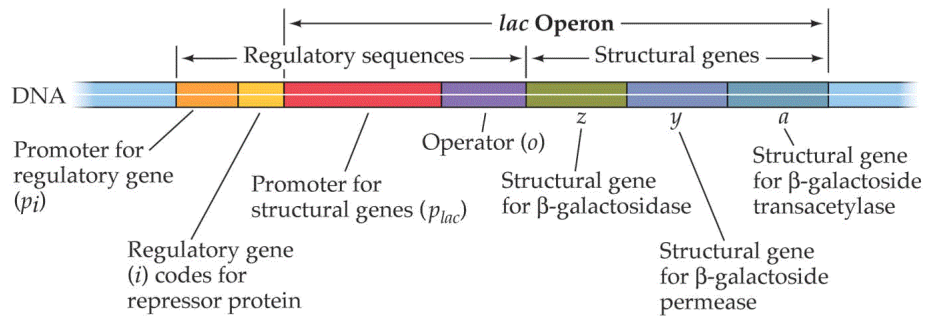 lac Operon
Regulatory sequences
Structural genes
DNA
z
y
a
Promoter for
regulatory gene
(pi)
Regulatory gene
(i) codes for
repressor protein
Promoter for
structural genes (plac)
Operator (o)
Structural gene
for β-galactosidase
Structural gene
for β-galactoside
permease
Structural gene
for β-galactoside
transacetylase